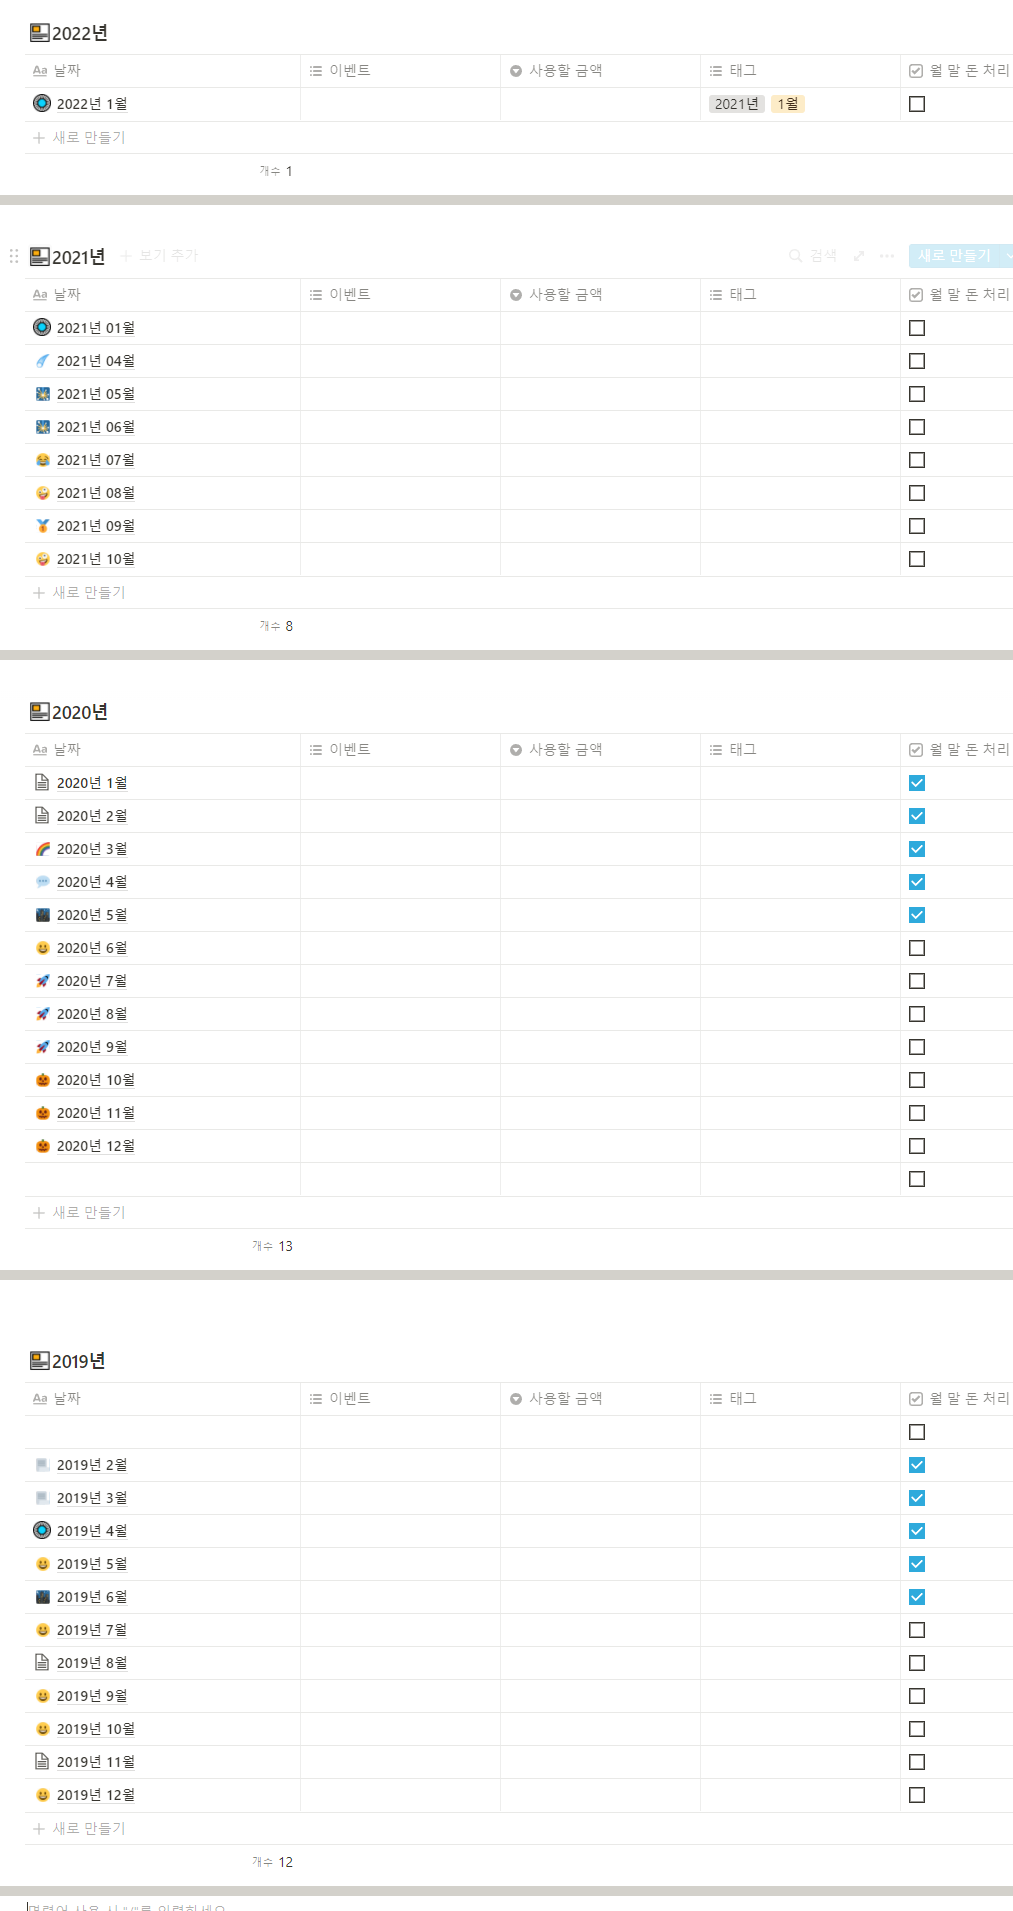 2022년
Aa 날짜 이벤트 사용할 금액 태그 월 말 돈 처리
2022년 1월 2021년 1월
새로 만들기
개수 1
2021년 보기 추가 검색 새로 만들기
Aa 날짜 이벤트 사용할 금액 태그 월 말 돈 처리
2021년 01월
2021년 04월
2021년 05월
2021년 06월
2021년 07월
2021년 08월
2021년 09월
2021년 10월
새로 만들기
개수 8
2020년
Aa 날짜 이벤트 사용할 금액 태그 월 말 돈 처리
2020년 1월
2020년 2월
2020년 3월
2020년 4월
2020년 5월
2020년 6월
2020년 7월
2020년 8월
2020년 9월
2020년 10월
2020년 11월
2020년 12월
새로 만들기
개수 13
2019년
Aa 날짜 이벤트 사용할 금액 태그 월 말 돈 처리
2019년 2월
2019년 3월
2019년 4월
2019년 5월
2019년 6월
2019년 7월
2019년 8월
2019년 9월
2019년 10월
2019년 11월
2019년 12월
새로 만들기
개수 12
명령어 사용 시 "/"를 입력하세요